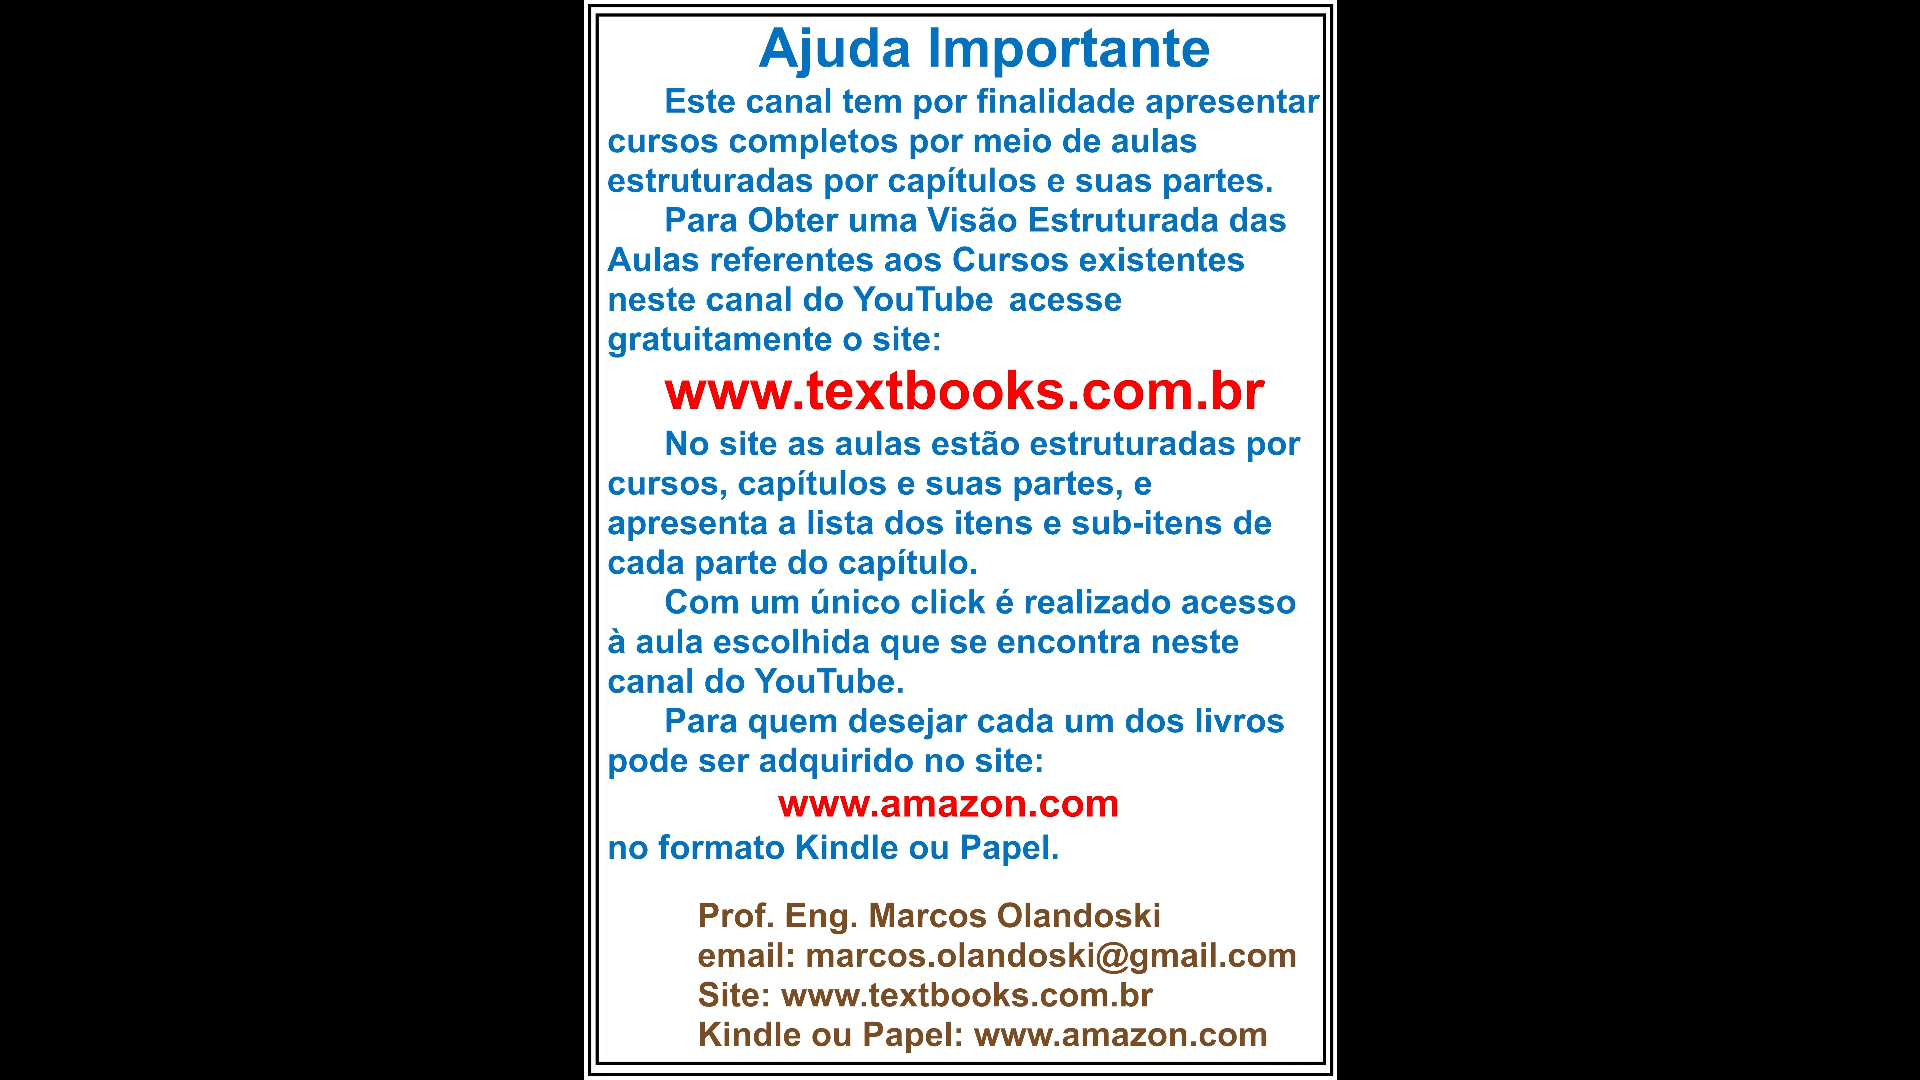 Ajuda Importante
Este canal tem por finalidade apresentar
cursos completos por meio de aulas
estruturadas por capítulos e suas partes.
Para Obter uma Visão Estruturada das
Aulas referentes aos Cursos existentes
neste canal do YouTube acesse
gratuitamente o site:
www.textbooks.com.br
No site as aulas estão estruturadas por
cursos, capítulos e suas partes, e
apresenta a lista dos itens e sub-itens de
cada parte do capítulo.
Com um único click é realizado acesso
à aula escolhida que se encontra neste
canal do YouTube.
Para quem desejar cada um dos livros
pode ser adquirido no site:
www.amazon.com
no formato Kindle ou Papel.
Prof. Eng. Marcos Olandoski
email: marcos.olandoski@gmail.com
Site: www.textbooks.com.br
Kindle ou Papel: www.amazon.com